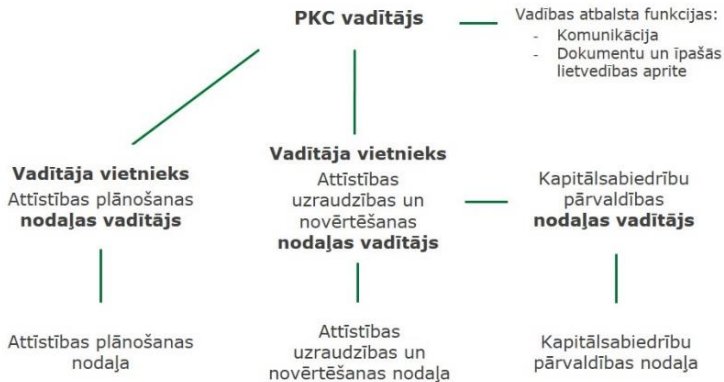 PKC vadītājs
Vadības atbalsta funkcijas:
- Komunikācija
- Dokumentu un īpašās
lietvedības aprite
Vadītāja vietnieks
Attīstības plānošanas
nodaļas vadītājs
Vadītāja vietnieks
Attīstības
uzraudzības un
novērtēšanas
nodaļas vadītājs
Kapitālsabiedrību
pārvaldības
nodaļas vadītājs
Attīstības plānošanas
nodaļa
Attīstības
uzraudzības un
novērtēšanas nodaļa
Kapitālsabiedrību
pārvaldības nodaļa